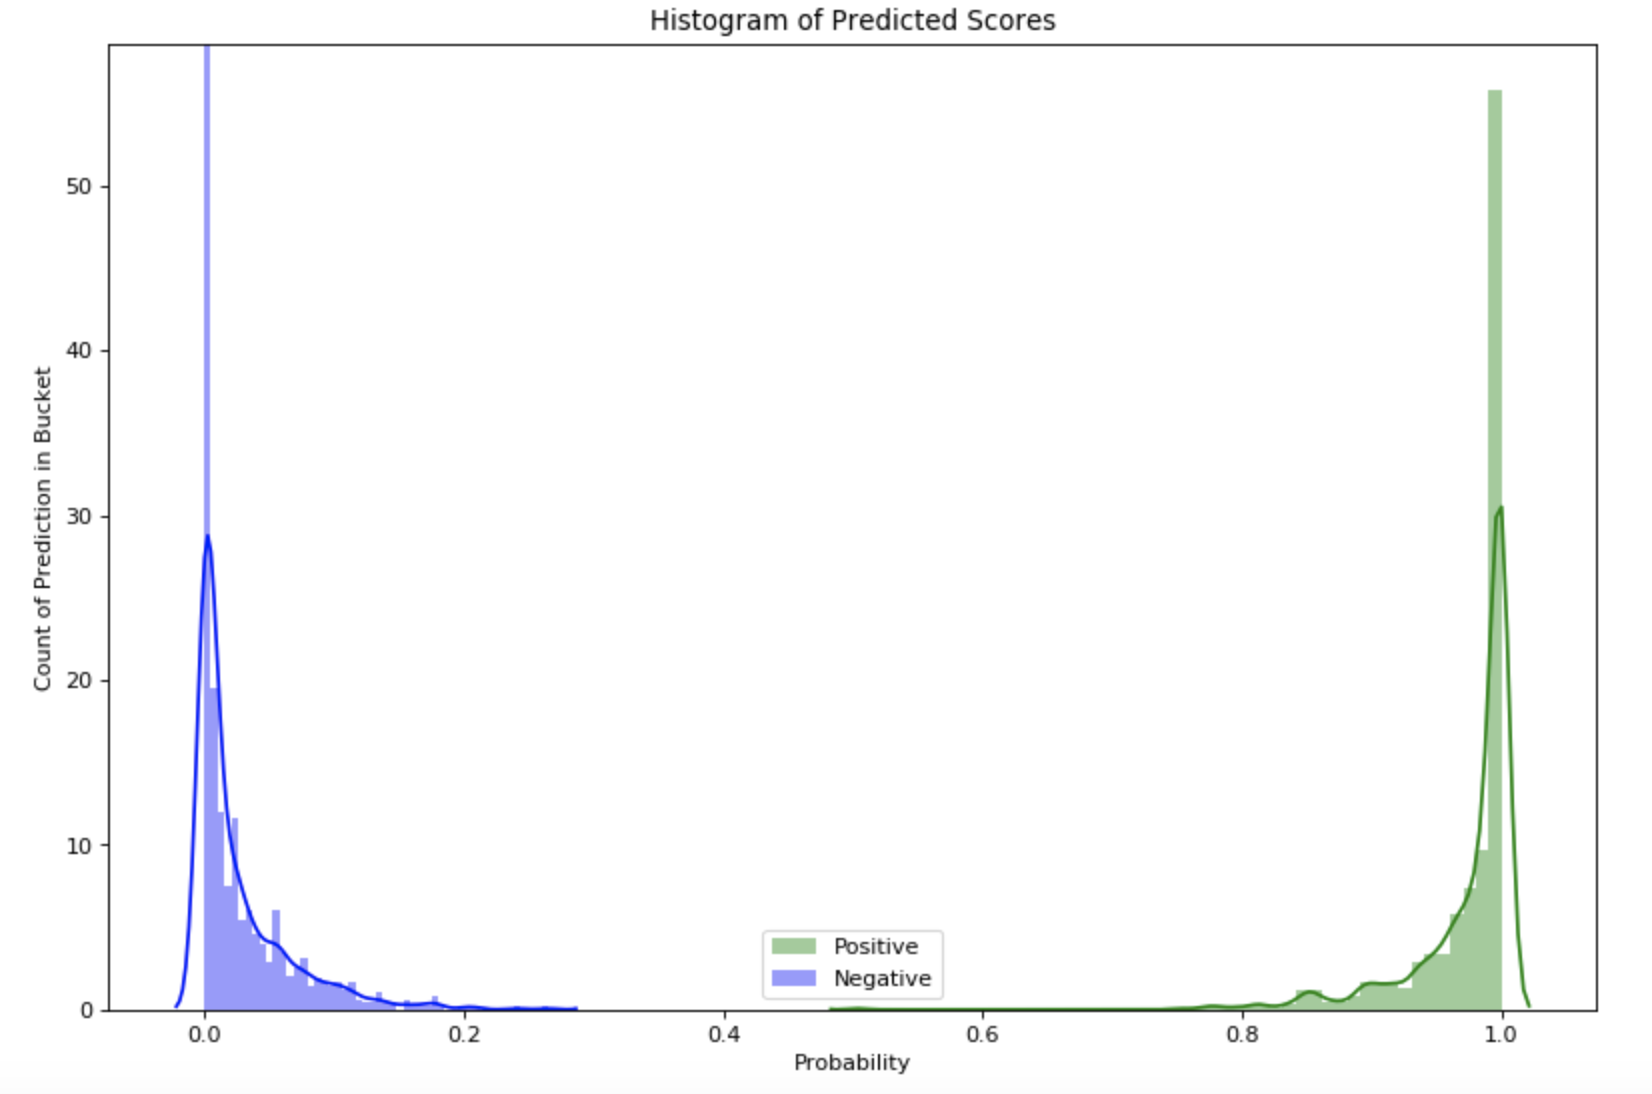 Histogram of Predicted Scores
Count of Prediction in Bucket
50
40
30
20
10
0
Positive
Negative
0.0 0.2 0.4 0.6 0.8 1.0
Probability